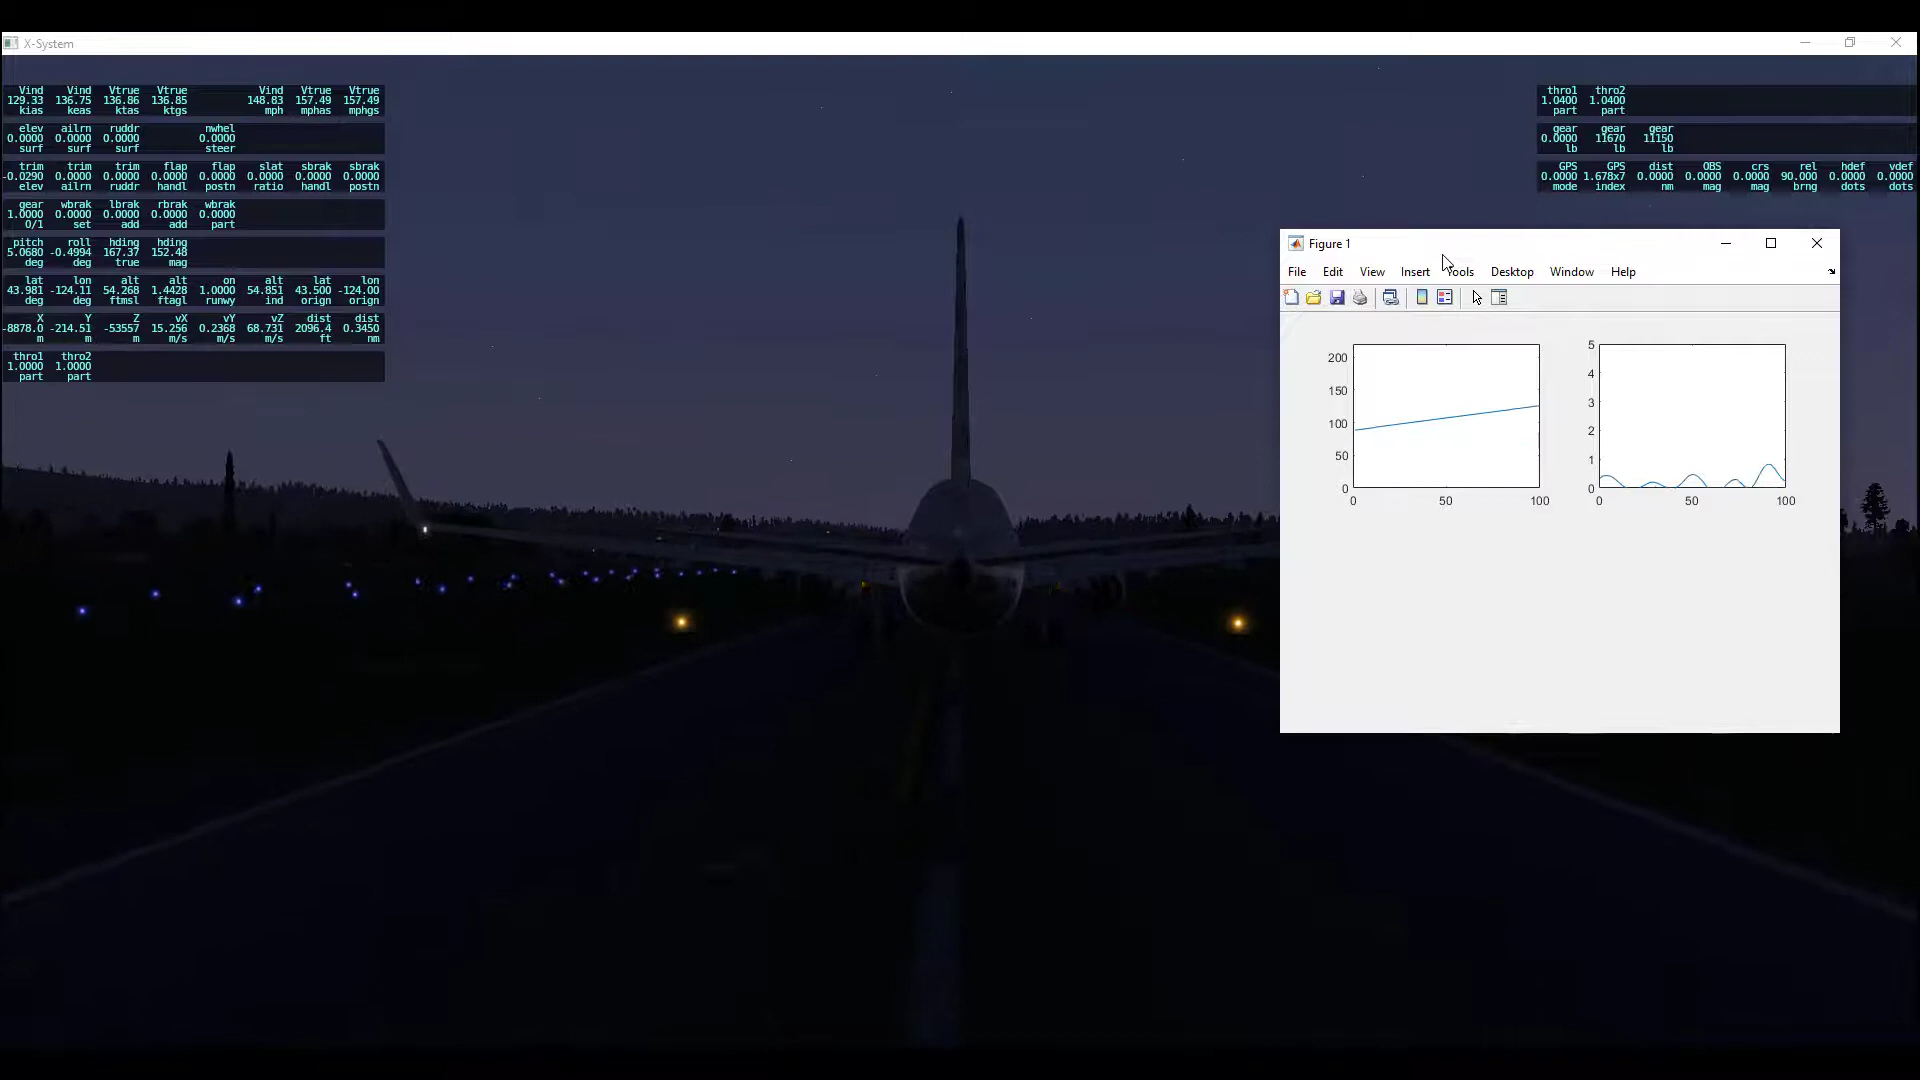 X-System
Vind Vind Vtrue Vtrue Vind Vtrue Vtrue
129.33 136.75 136.86 136.85 148.83 157.49 157.49
kias keas ktas ktgs mph mphas mphgs
elev ailrn ruddr nwhel
0.0000 0.0000 0.0000 0.0000
surf surf surf steer
trim trim trim flap flap slat sbrak sbrak
-0.0290 0.0000 0.0000 0.0000 0.0000 0.0000 0.0000 0.0000
elev ailrn ruddr handl postn ratio handl postn
gear wbrak lbrak rbrak wbrak
1.0000 0.0000 0.0000 0.0000 0.0000
0/1 set add add part
pitch roll hding hding
5.0680 -0.4994 167.37 152.48
deg deg true mag
lat lon alt alt on alt lat lon
43.981 -124.11 54.268 1.4428 1.0000 54.851 43.500 -124.00
deg deg ftmsl ftagl runwy ind orign orign
X Y Z vX vY vZ dist dist
-8878.0 -214.51 -53557 15.256 0.2368 68.731 2096.4 0.3450
m m m m/s m/s m/s ft nm
thro1 thro2
1.0000 1.0000
part part
thro1 thro2
1.0400 1.0400
part part
gear gear gear
0.0000 11670 11150
lb lb lb
GPS GPS dist OBS crs rel hdef vdef
0.0000 1.678x7 0.0000 0.0000 0.0000 90.000 0.0000 0.0000
mode index nm mag mag brng dots dots
Figure 1
File Edit View Insert Tools Desktop Window Help
200
150
100
50
0
0 50 100
5
4
3
2
1
0
0 50 100